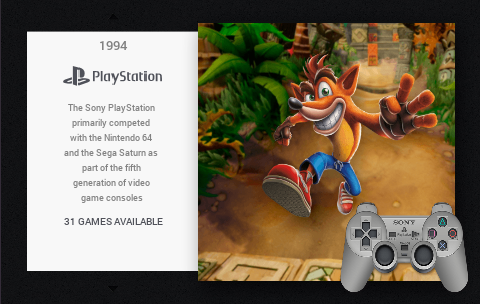 1994
PlayStation
The Sony PlayStation
primarily competed
with the Nintendo 64
and the Sega Saturn as
part of the fifth
generation of video
game consoles
31 GAMES AVAILABLE
SONY